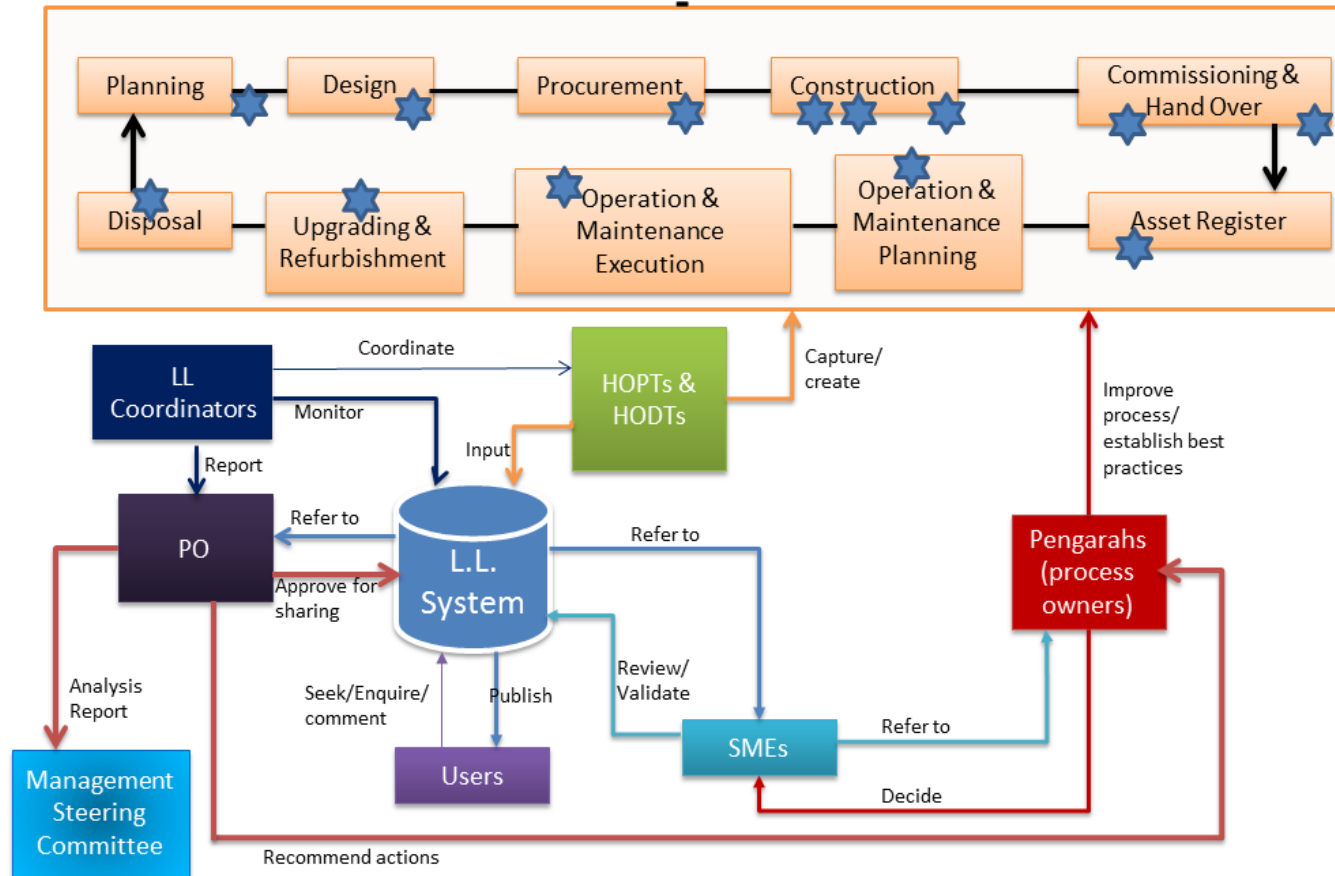 Planning
Design
Procurement
Construction
Commissioning &
Hand Over
Disposal
Upgrading &
Refurbishment
Operation &
Maintenance
Execution
Operation &
Maintenance
Planning
Asset Register
LL
Coordinators
Coordinate
Monitor
Report
HOPTs &
HODTs
Capture/
create
Input
Improve
process/
establish best
practices
PO
Refer to
Approve for
sharing
L.L.
System
Refer to
Pengarahs
(process
owners)
Analysis
Report
Seek/Enquire/
comment
Publish
Review/
Validate
Users
SMEs
Refer to
Decide
Management
Steering
Committee
Recommend actions